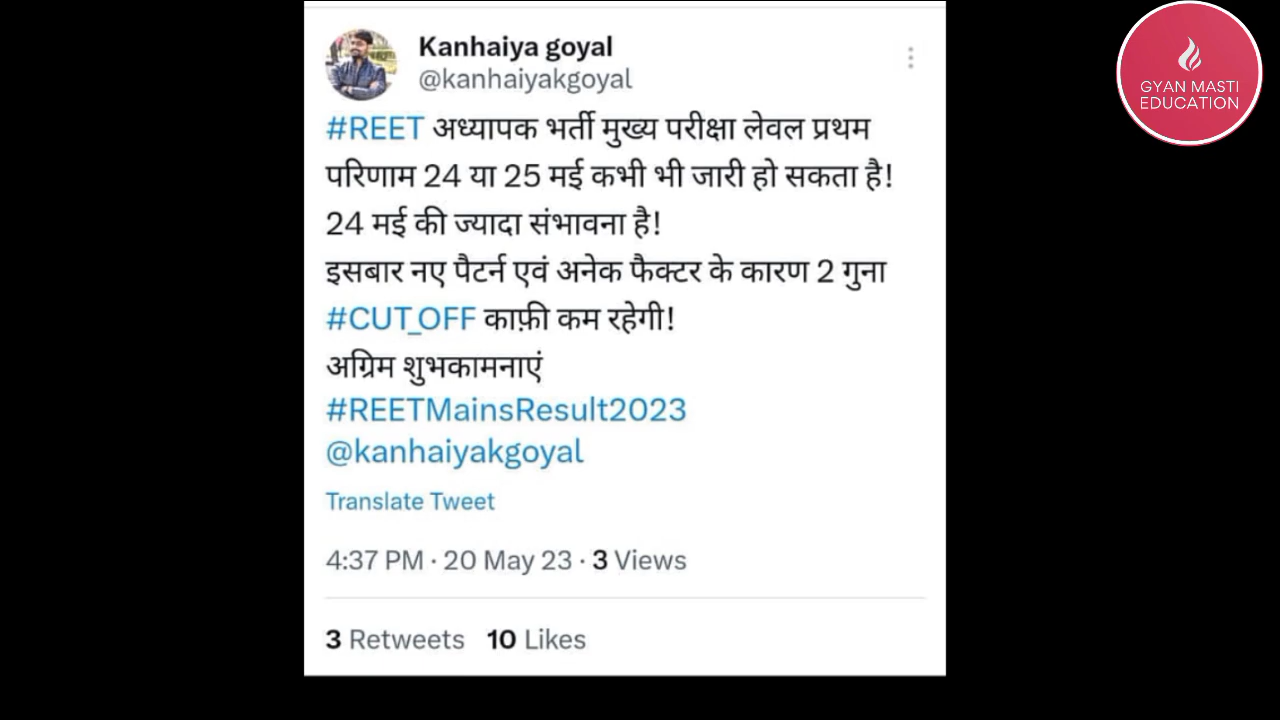 Kanhaiya goyal
@kanhaiyakgoyal
#REET अध्यापक भर्ती मुख्य परीक्षा लेवल प्रथम
परिणाम 24 या 25 मई कभी भी जारी हो सकता है!
24 मई की ज्यादा संभावना है!
इसबार नए पैटर्न एवं अनेक फैक्टर के कारण 2 गुना
#CUT_OFF काफ़ी कम रहेगी!
अग्रिम शुभकामनाएं
#REETMainsResult2023
@kanhaiyakgoyal
Translate Tweet
4:37 PM · 20 May 23 · 3 Views
3 Retweets 10 Likes
GYAN MASTI
EDUCATION